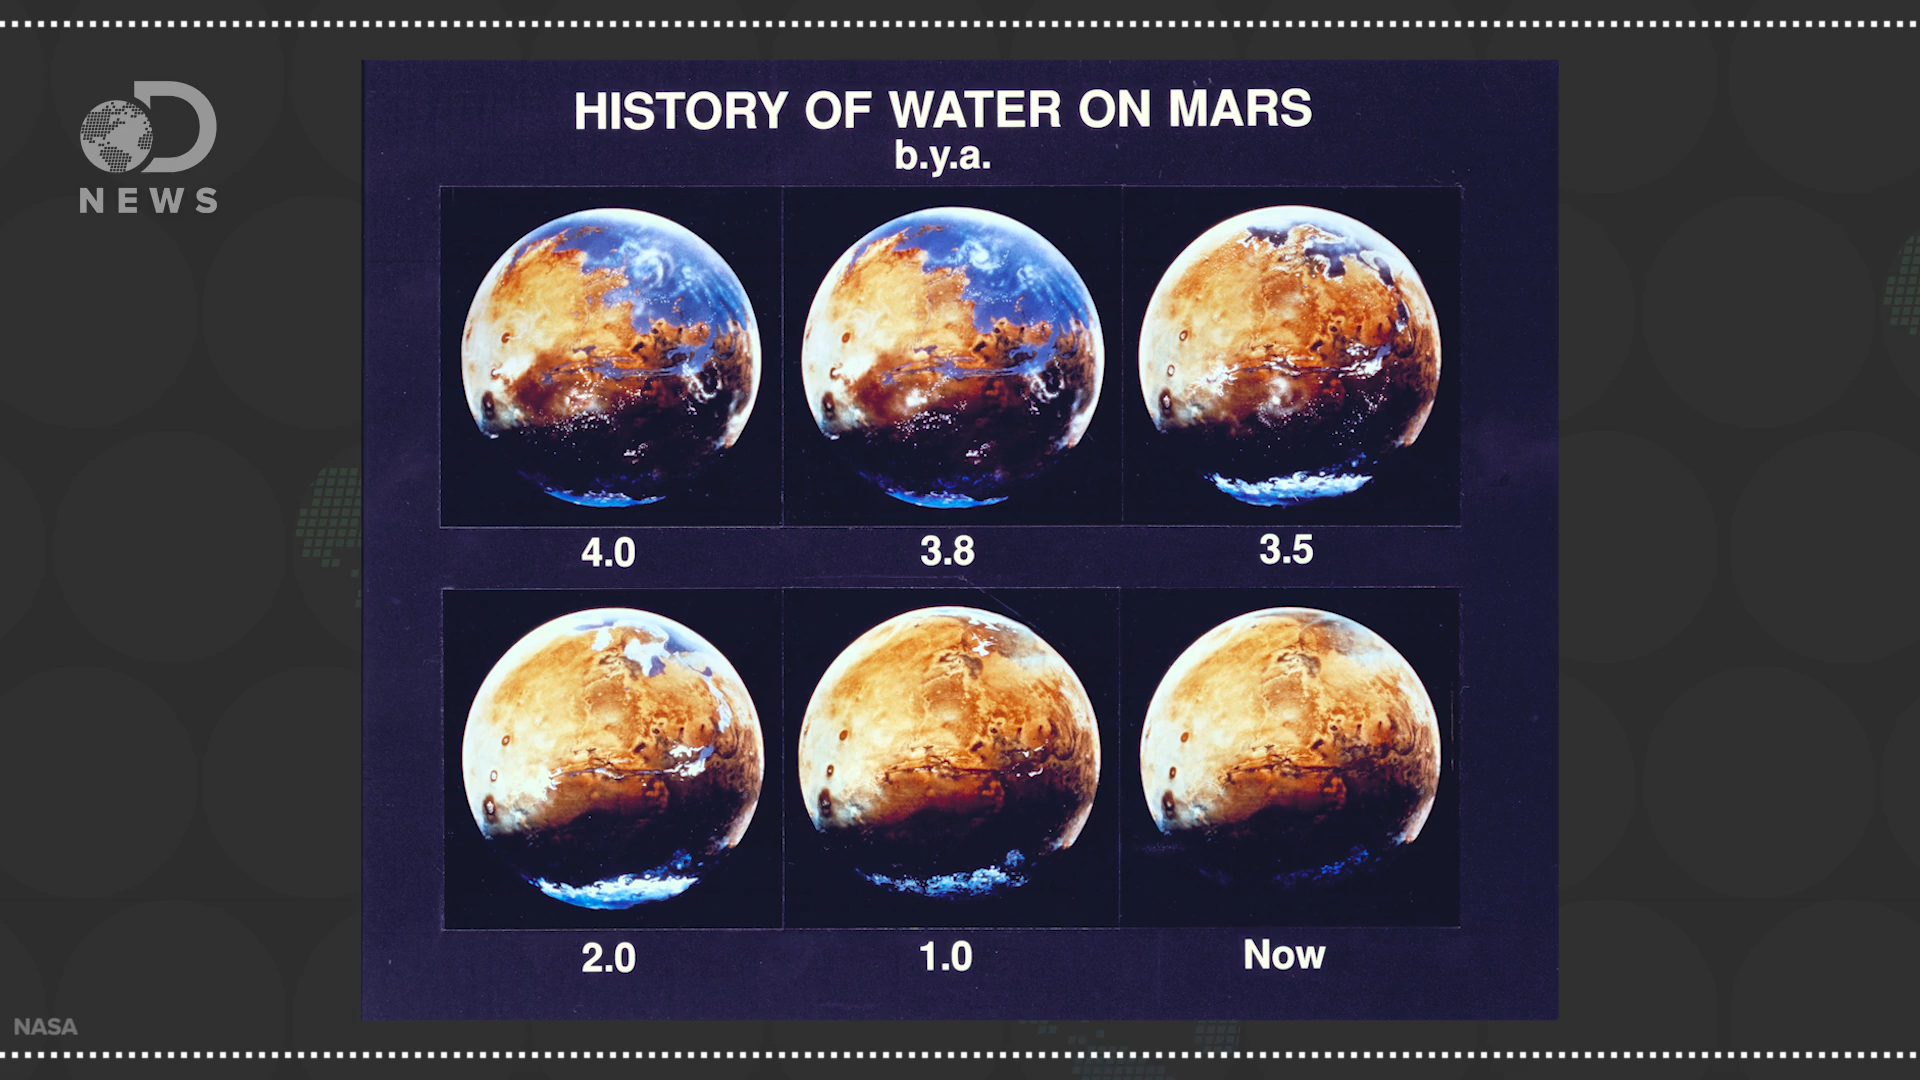 NEWS
HISTORY OF WATER ON MARS
b.y.a.
4.0
3.8
3.5
2.0
1.0
Now
NASA